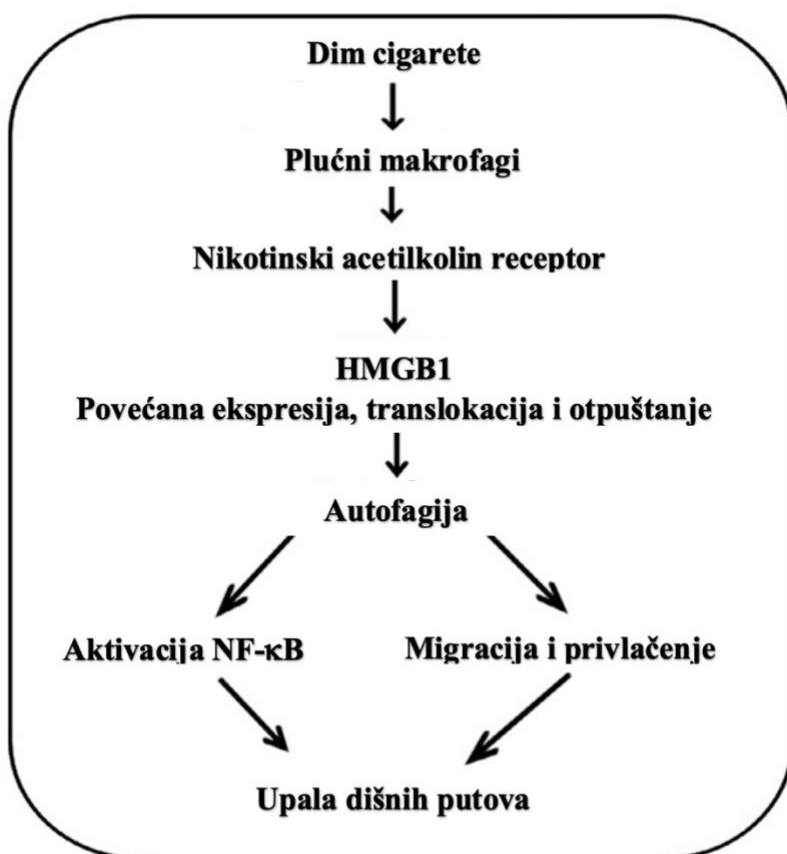 Dim cigarete
Plućni makrofagi
Nikotinski acetilkolin receptor
HMGB1
Povećana ekspresija, translokacija i otpuštanje
Autofagija
Aktivacija NF-κB
Migracija i privlačenje
Upala dišnih putova